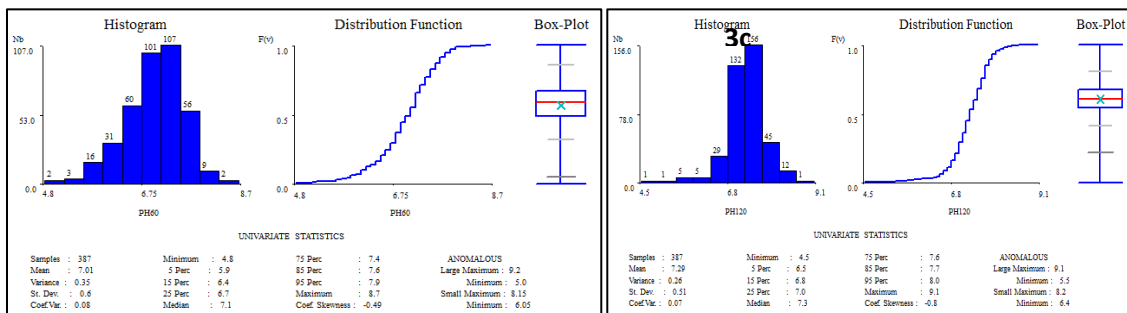 Histogram
Distribution Function
Box-Plot
Nb
107.0
53.0
0.0
2
3
16
31
60
101
107
56
9
2
4.8
6.75
8.7
PH60
F(v)
1.0
0.5
0.0
4.8
6.75
8.7
PH60
UNIVARIATE STATISTICS
Samples : 387 Minimum : 4.8 75 Perc : 7.4 ANOMALOUS
Mean : 7.01 5 Perc : 5.9 85 Perc : 7.6 Large Maximum : 9.2
Variance : 0.35 15 Perc : 6.4 95 Perc : 7.9 Minimum : 5.0
St. Dev. : 0.6 25 Perc : 6.7 Maximum : 8.7 Small Maximum : 8.15
Coef.Var. : 0.08 Median : 7.1 Coef. Skewness : -0.49 Minimum : 6.05
Histogram
Distribution Function
Box-Plot
3c
Nb
156.0
78.0
0.0
1
1
5
5
29
132
156
45
12
1
4.5
6.8
9.1
PH120
F(v)
1.0
0.5
0.0
4.5
6.8
9.1
PH120
UNIVARIATE STATISTICS
Samples : 387 Minimum : 4.5 75 Perc : 7.6 ANOMALOUS
Mean : 7.29 5 Perc : 6.5 85 Perc : 7.7 Large Maximum : 9.1
Variance : 0.26 15 Perc : 6.8 95 Perc : 8.0 Minimum : 5.5
St. Dev. : 0.51 25 Perc : 7.0 Maximum : 9.1 Small Maximum : 8.2
Coef.Var. : 0.07 Median : 7.3 Coef. Skewness : -0.8 Minimum : 6.4